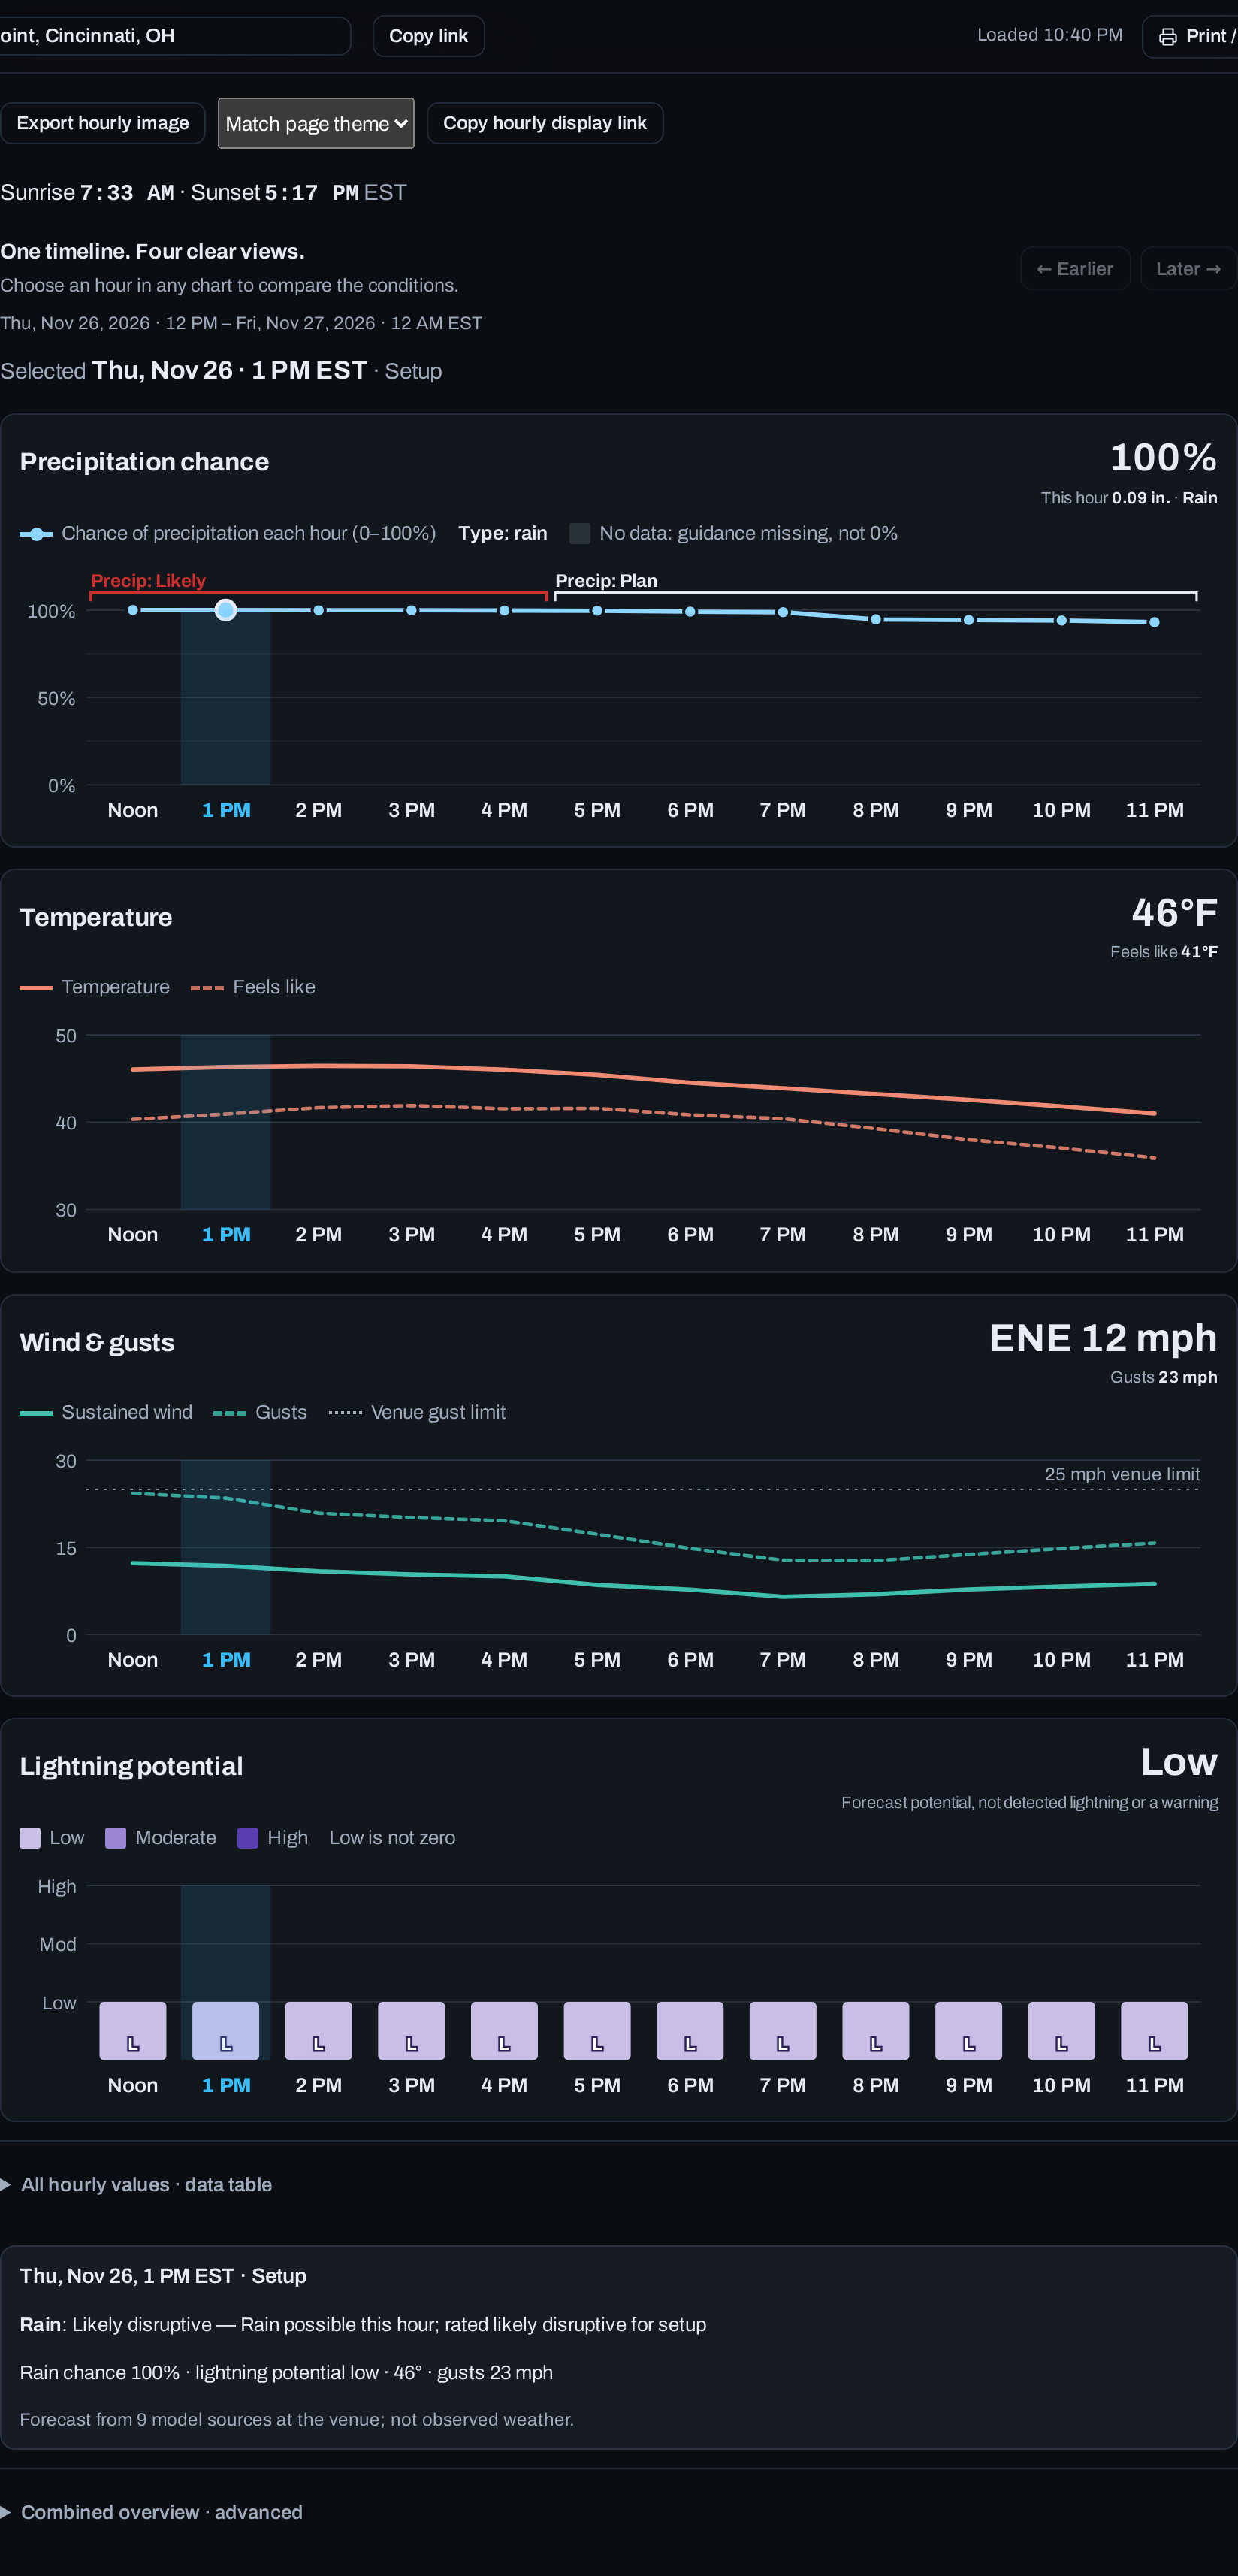 oint, Cincinnati, OH
Copy link
Loaded 10:40 PM
Print /
Export hourly image
Match page theme
Copy hourly display link
Sunrise 7:33 AM · Sunset 5:17 PM EST
One timeline. Four clear views.
Choose an hour in any chart to compare the conditions.
← Earlier
Later →
Thu, Nov 26, 2026 · 12 PM – Fri, Nov 27, 2026 · 12 AM EST
Selected Thu, Nov 26 · 1 PM EST · Setup
Precipitation chance
100%
This hour 0.09 in. · Rain
Chance of precipitation each hour (0–100%)
Type: rain
No data: guidance missing, not 0%
Precip: Likely
Precip: Plan
100%
50%
0%
Noon 1 PM 2 PM 3 PM 4 PM 5 PM 6 PM 7 PM 8 PM 9 PM 10 PM 11 PM
Temperature
46°F
Feels like 41°F
Temperature
Feels like
50
40
30
Noon 1 PM 2 PM 3 PM 4 PM 5 PM 6 PM 7 PM 8 PM 9 PM 10 PM 11 PM
Wind & gusts
ENE 12 mph
Gusts 23 mph
Sustained wind
Gusts
Venue gust limit
30
25 mph venue limit
15
0
Noon 1 PM 2 PM 3 PM 4 PM 5 PM 6 PM 7 PM 8 PM 9 PM 10 PM 11 PM
Lightning potential
Low
Forecast potential, not detected lightning or a warning
Low
Moderate
High
Low is not zero
High
Mod
Low
L L L L L L L L L L L L
Noon 1 PM 2 PM 3 PM 4 PM 5 PM 6 PM 7 PM 8 PM 9 PM 10 PM 11 PM
All hourly values · data table
Thu, Nov 26, 1 PM EST · Setup
Rain: Likely disruptive — Rain possible this hour; rated likely disruptive for setup
Rain chance 100% · lightning potential low · 46° · gusts 23 mph
Forecast from 9 model sources at the venue; not observed weather.
Combined overview · advanced